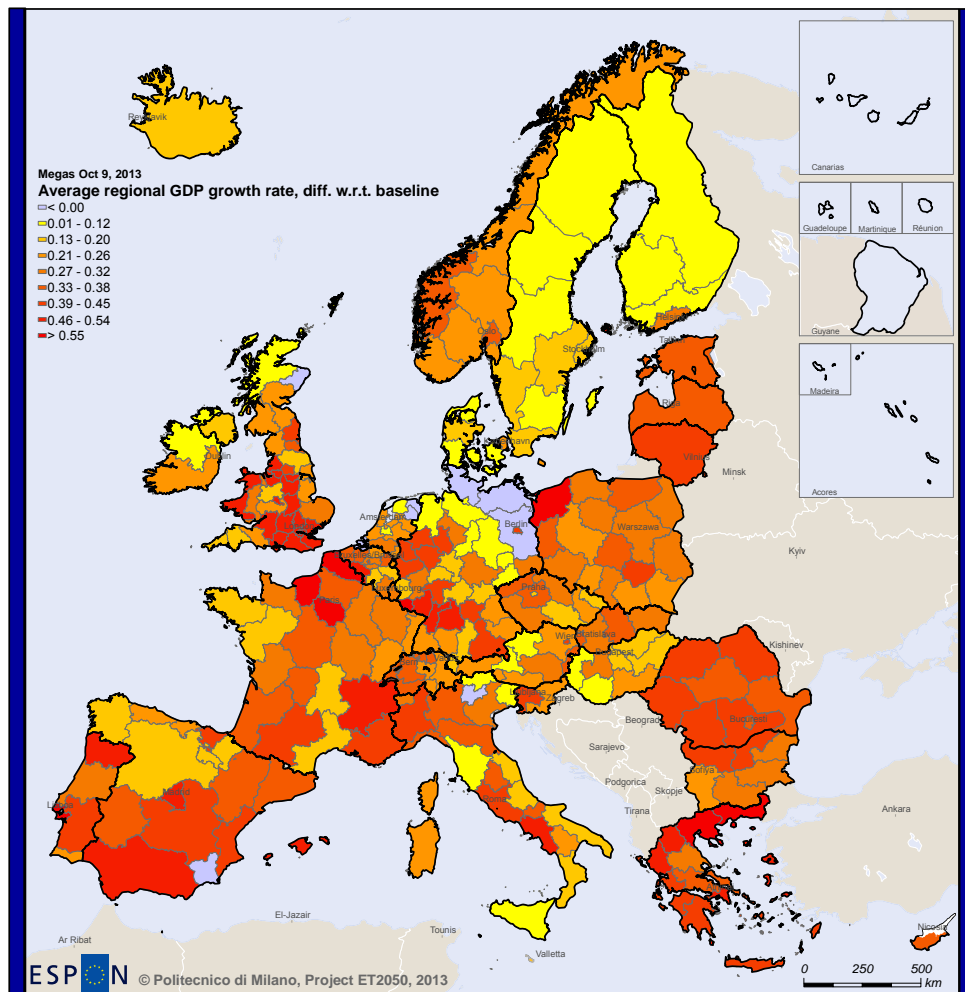 Canarias
Reykjavik
Megas Oct 9, 2013
Average regional GDP growth rate, diff. w.r.t. baseline
< 0.00
0.01 - 0.12
0.13 - 0.20
0.21 - 0.26
0.27 - 0.32
0.33 - 0.38
0.39 - 0.45
0.46 - 0.54
> 0.55
Guadeloupe Martinique Réunion
Guyane
Madeira
Acores
Oslo
Stockholm
Riga
Vilnius
Minsk
Dublin
Amsterdam
Berlin
Warszawa
London
Kyiv
Praha
Wien
Bratislava
Budapest
Kishinev
Ljubljana
Zagreb
Beograd
Bucuresti
Sarajevo
Sofiya
Podgorica
Skopje
Tirana
Roma
Madrid
Ankara
Nicosia
El-Jazair
Tounis
Ar Ribat
Valletta
ESPON © Politecnico di Milano, Project ET2050, 2013
0 250 500
km